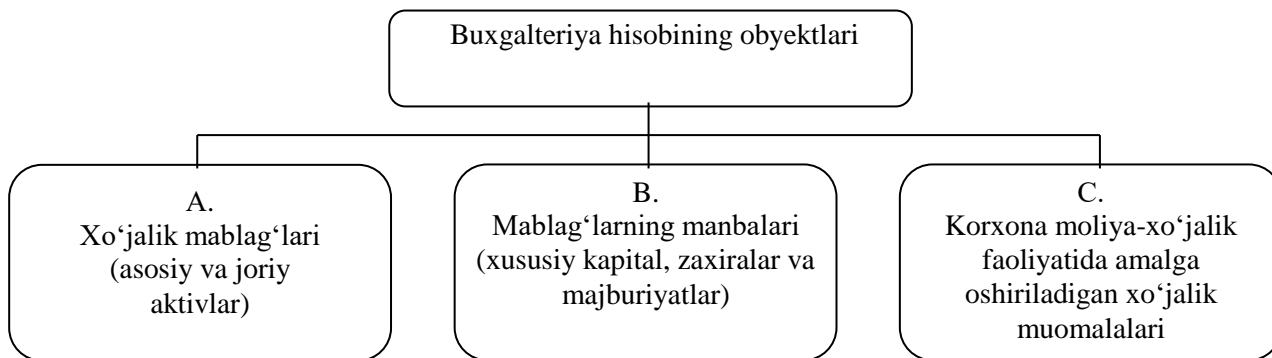 Buxgalteriya hisobining obyektlari
A.
Xo‘jalik mablag‘lari
(asosiy va joriy
aktivlar)
B.
Mablag‘larning manbalari
(xususiy kapital, zaxiralar va
majburiyatlar)
C.
Korxona moliya-xo‘jalik
faoliyatida amalga
oshiriladigan xo‘jalik
muomalalari